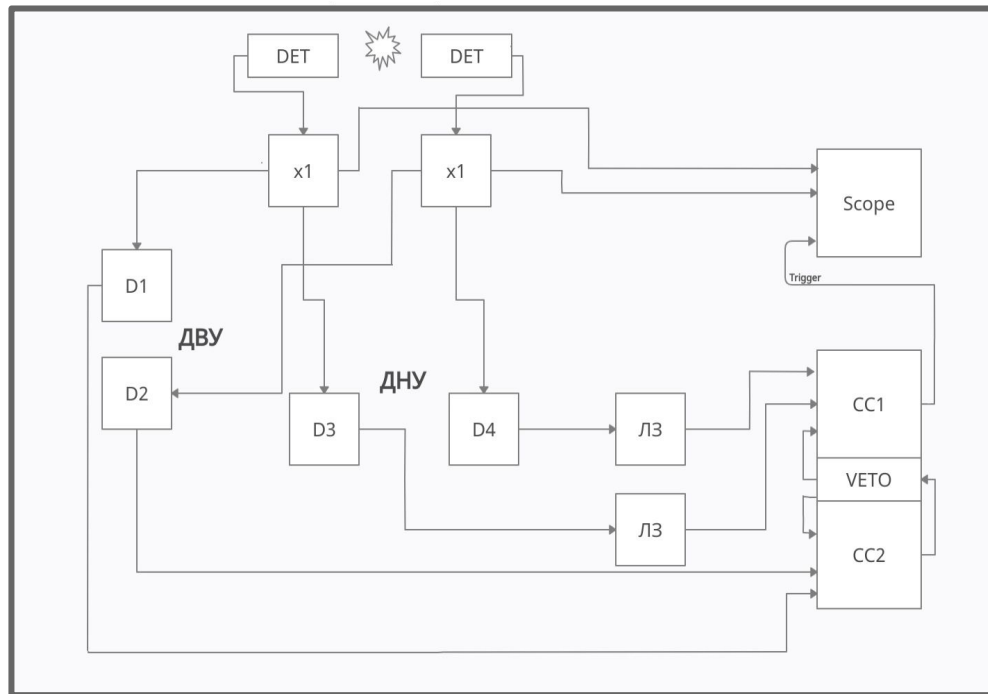 DET
DET
x1
x1
Scope
D1
Trigger
ДВУ
D2
ДНУ
CC1
D3
D4
ЛЗ
VETO
ЛЗ
CC2